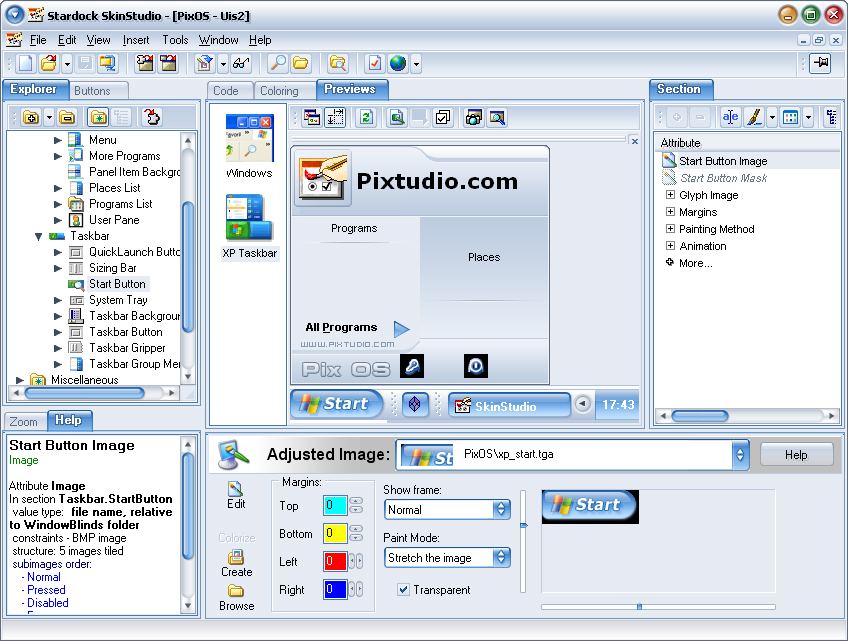 Stardock SkinStudio - [PixOS - Uis2]
File Edit View Insert Tools Window Help
Explorer Buttons
Menu
More Programs
Panel Item Backgro
Places List
Programs List
User Pane
Taskbar
QuickLaunch Butto
Sizing Bar
Start Button
System Tray
Taskbar Backgroun
Taskbar Button
Taskbar Gripper
Taskbar Group Men
Miscellaneous
Code Coloring Previews
Windows
XP Taskbar
Pixtudio.com
Programs
Places
All Programs
www.PIXTUDIO.com
Pix OS
Start
SkinStudio
17:43
Section
Attribute
Start Button Image
Start Button Mask
Glyph Image
Margins
Painting Method
Animation
More...
Zoom Help
Start Button Image
Image
Attribute Image
In section Taskbar.StartButton
value type: file name, relative
to WindowBlinds folder
constraints - BMP image
structure: 5 images tiled
subimages order:
- Normal
- Pressed
- Disabled
Adjusted Image: St PixOS\xp_start.tga Help
Edit
Colorize
Create
Browse
Margins:
Top 0
Bottom 0
Left 0
Right 0
Show frame:
Normal
Paint Mode:
Stretch the image
Transparent
Start